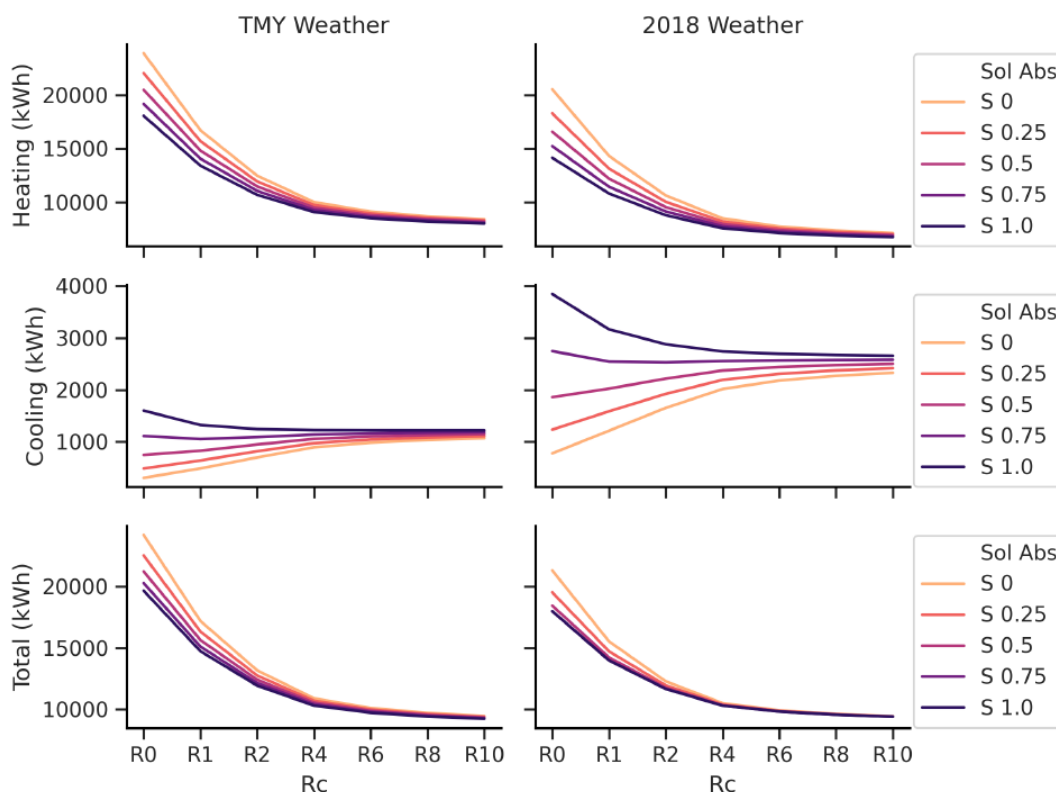 TMY Weather
2018 Weather
Heating (kWh)
20000
15000
10000
Sol Abs
S 0
S 0.25
S 0.5
S 0.75
S 1.0
Cooling (kWh)
4000
3000
2000
1000
Sol Abs
S 0
S 0.25
S 0.5
S 0.75
S 1.0
Total (kWh)
20000
15000
10000
Sol Abs
S 0
S 0.25
S 0.5
S 0.75
S 1.0
R0 R1 R2 R4 R6 R8 R10
R0 R1 R2 R4 R6 R8 R10
Rc
Rc